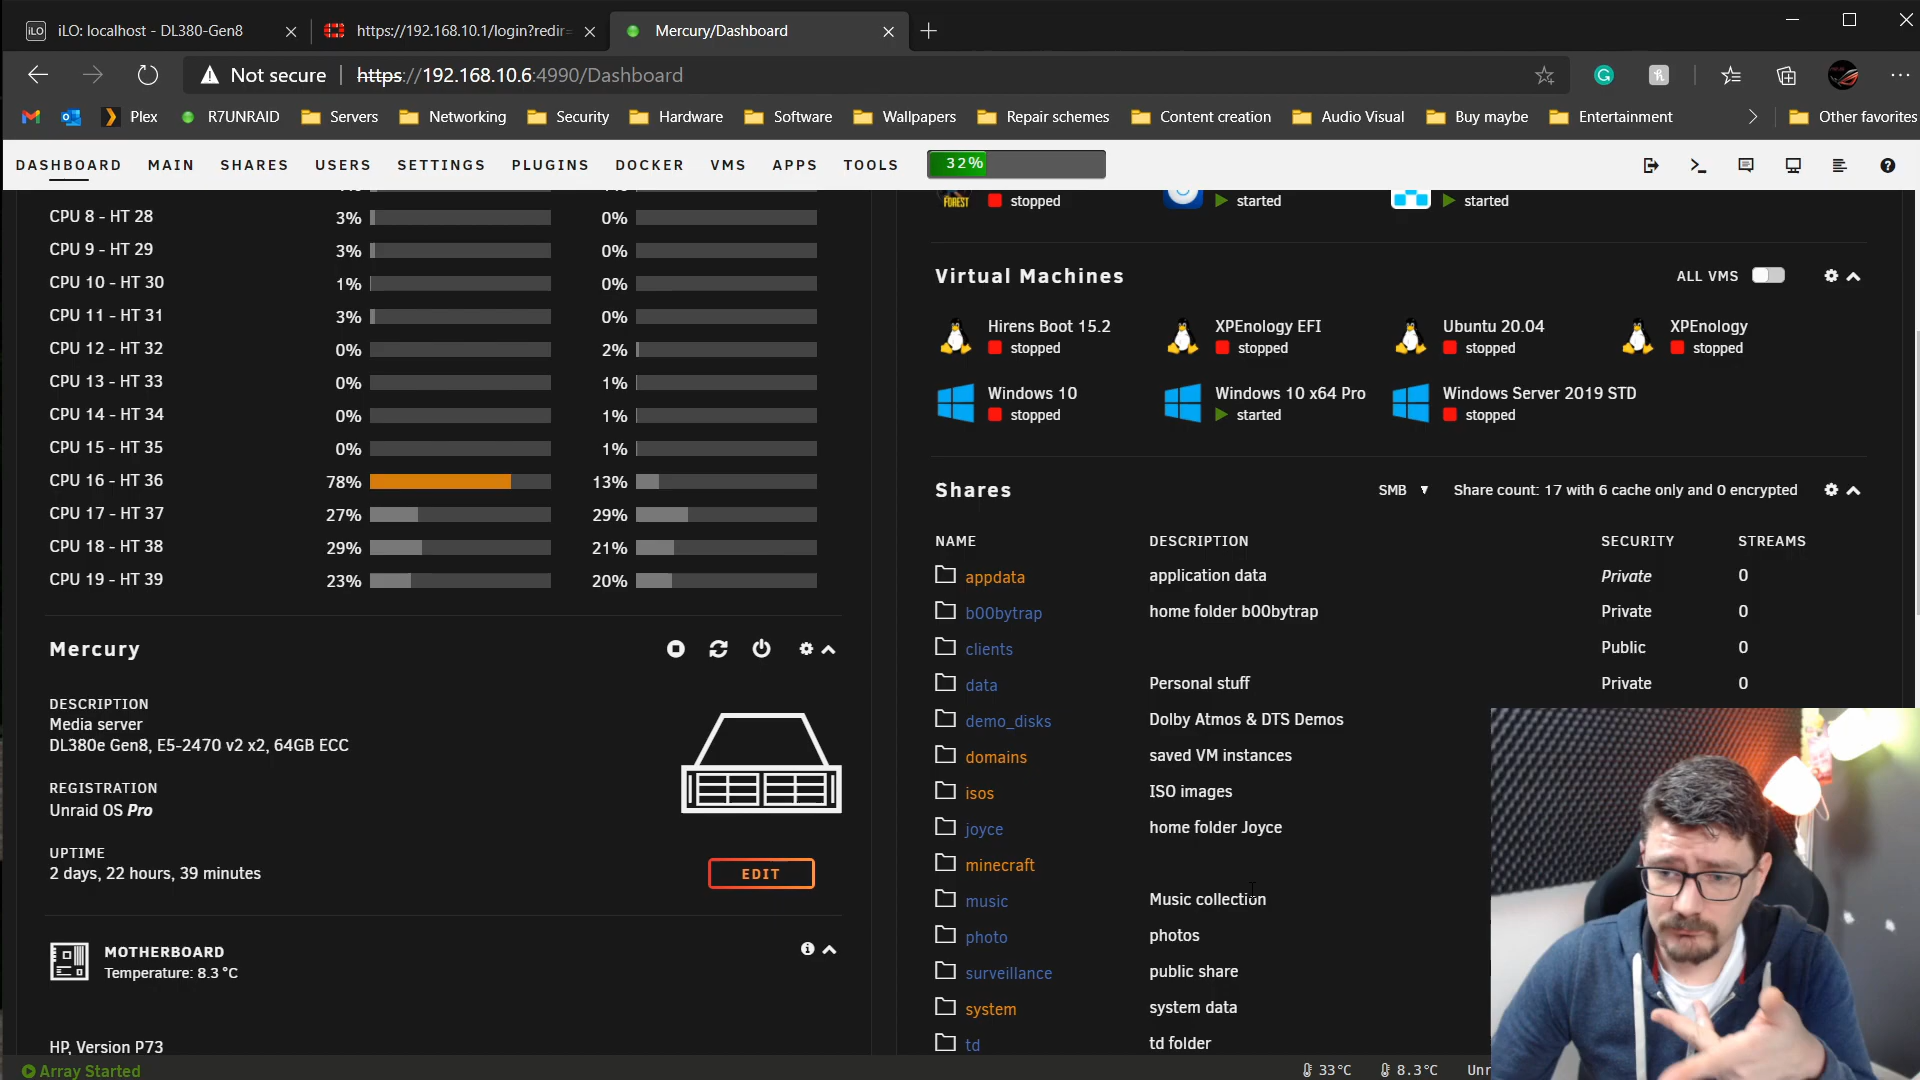 iLO: localhost - DL380-Gen8
https://192.168.10.1/login?redir=
Mercury/Dashboard
Not secure
https://192.168.10.6:4990/Dashboard
Plex
R7UNRAID
Servers
Networking
Security
Hardware
Software
Wallpapers
Repair schemes
Content creation
Audio Visual
Buy maybe
Entertainment
Other favorites
DASHBOARD
MAIN
SHARES
USERS
SETTINGS
PLUGINS
DOCKER
VMS
APPS
TOOLS
32%
CPU 8 - HT 28 3% 0%
CPU 9 - HT 29 3% 0%
CPU 10 - HT 30 1% 0%
CPU 11 - HT 31 3% 0%
CPU 12 - HT 32 0% 2%
CPU 13 - HT 33 0% 1%
CPU 14 - HT 34 0% 1%
CPU 15 - HT 35 0% 1%
CPU 16 - HT 36 78% 13%
CPU 17 - HT 37 27% 29%
CPU 18 - HT 38 29% 21%
CPU 19 - HT 39 23% 20%
Mercury
DESCRIPTION
Media server
DL380e Gen8, E5-2470 v2 x2, 64GB ECC
REGISTRATION
Unraid OS Pro
UPTIME
2 days, 22 hours, 39 minutes
EDIT
MOTHERBOARD
Temperature: 8.3 °C
HP, Version P73
Array Started
FOREST
stopped
started
started
Virtual Machines
ALL VMS
Hirens Boot 15.2
stopped
XPEnology EFI
stopped
Ubuntu 20.04
stopped
XPEnology
stopped
Windows 10
stopped
Windows 10 x64 Pro
started
Windows Server 2019 STD
stopped
Shares
SMB
Share count: 17 with 6 cache only and 0 encrypted
NAME DESCRIPTION SECURITY STREAMS
appdata application data Private 0
b00bytrap home folder b00bytrap Private 0
clients Public 0
data Personal stuff Private 0
demo_disks Dolby Atmos & DTS Demos
domains saved VM instances
isos ISO images
joyce home folder Joyce
minecraft
music Music collection
photo photos
surveillance public share
system system data
td td folder
33°C
8.3°C